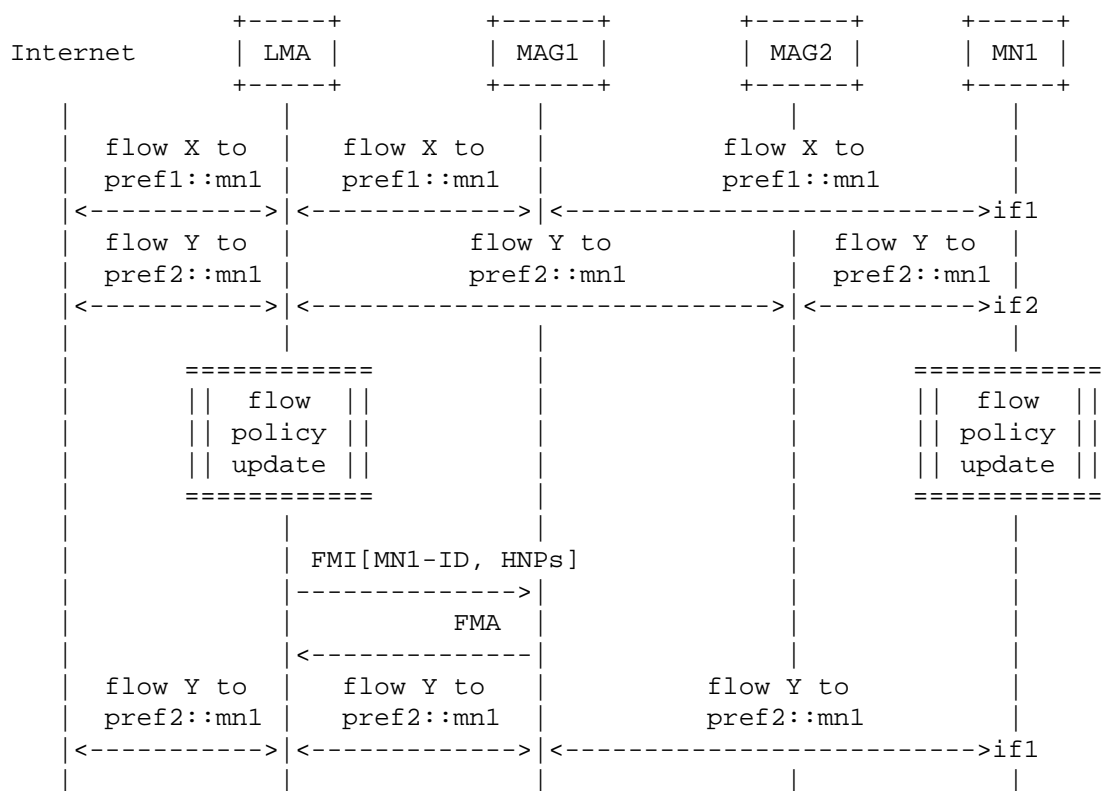 Internet LMA MAG1 MAG2 MN1
flow X to flow X to flow X to
pref1::mn1 pref1::mn1 pref1::mn1
if1
flow Y to flow Y to flow Y to
pref2::mn1 pref2::mn1 pref2::mn1
if2
flow flow
policy policy
update update
FMI[MN1-ID, HNPs]
FMA
flow Y to flow Y to flow Y to
pref2::mn1 pref2::mn1 pref2::mn1
if1